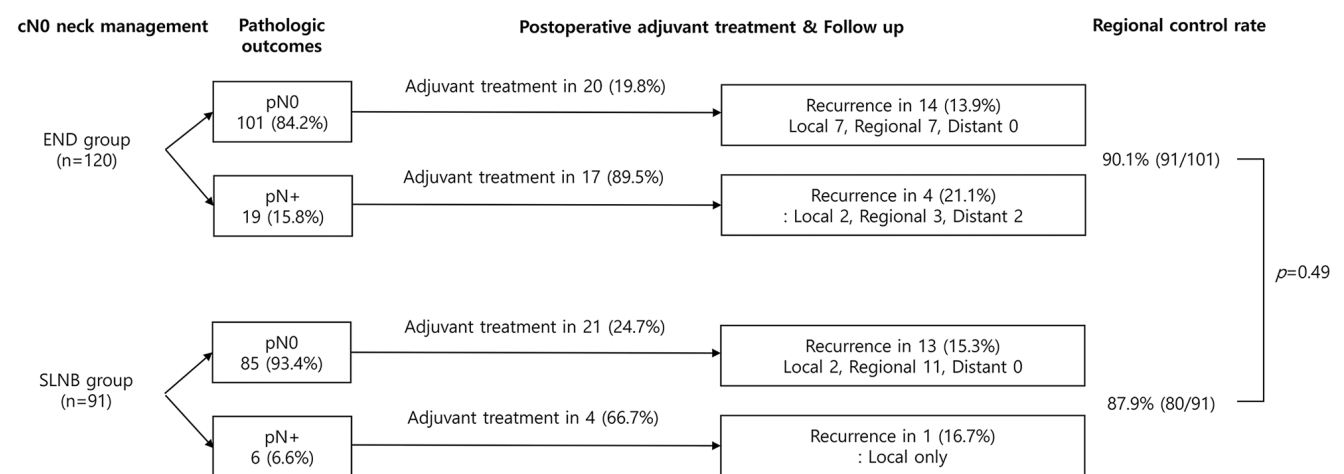 cN0 neck management
Pathologic
outcomes
Postoperative adjuvant treatment & Follow up
Regional control rate
END group
(n=120)
pN0
101 (84.2%)
Adjuvant treatment in 20 (19.8%)
Recurrence in 14 (13.9%)
Local 7, Regional 7, Distant 0
pN+
19 (15.8%)
Adjuvant treatment in 17 (89.5%)
Recurrence in 4 (21.1%)
: Local 2, Regional 3, Distant 2
90.1% (91/101)
p=0.49
SLNB group
(n=91)
pN0
85 (93.4%)
Adjuvant treatment in 21 (24.7%)
Recurrence in 13 (15.3%)
Local 2, Regional 11, Distant 0
pN+
6 (6.6%)
Adjuvant treatment in 4 (66.7%)
Recurrence in 1 (16.7%)
: Local only
87.9% (80/91)